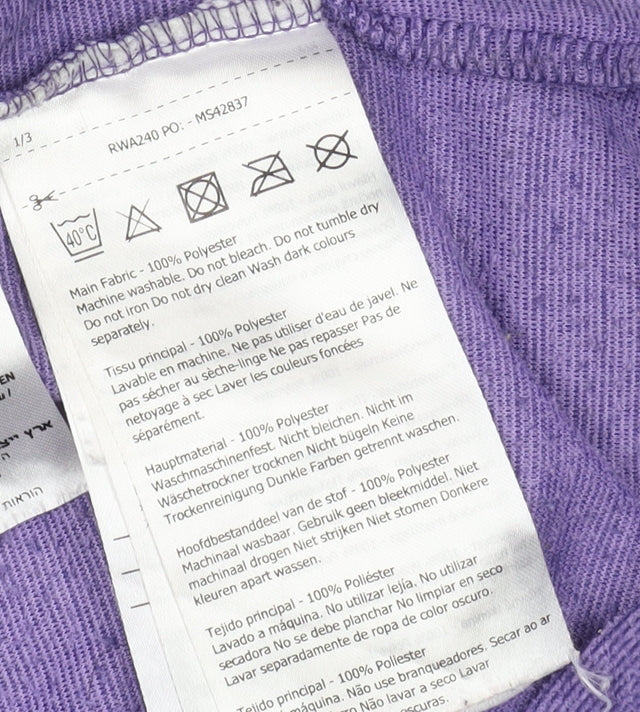 1/3
RWA240 PO: - MS42837
40°C
Main Fabric - 100% Polyester
Machine washable. Do not bleach. Do not tumble dry
Do not iron Do not dry clean Wash dark colours
separately.
Tissu principal - 100% Polyester
Lavable en machine. Ne pas utiliser d'eau de javel. Ne
pas sécher au sèche-linge Ne pas repasser Pas de
netoyage à sec Laver les couleurs foncées
séparément.
Hauptmaterial - 100% Polyester
Waschmaschinenfest. Nicht bleichen. Nicht im
Wäschetrockner trocknen Nicht bügeln Keine
Trockenreinigung Dunkle Farben getrennt waschen.
Hoofdbestanddeel van de stof - 100% Polyester
Machinaal wasbaar. Gebruik geen bleekmiddel. Niet
machinaal drogen Niet strijken Niet stomen Donkere
kleuren apart wassen.
Tejido principal - 100% Poliéster
Lavado a máquina. No utilizar lejía. No utilizar
secadora No se debe planchar No limpiar en seco
Lavar separadamente de ropa de color oscuro.
Tecido principal - 100% Poliester
máquina. Não use branqueadores. Secar ao ar
Não lavar a seco Lavar
escuras.
EN
הוראות